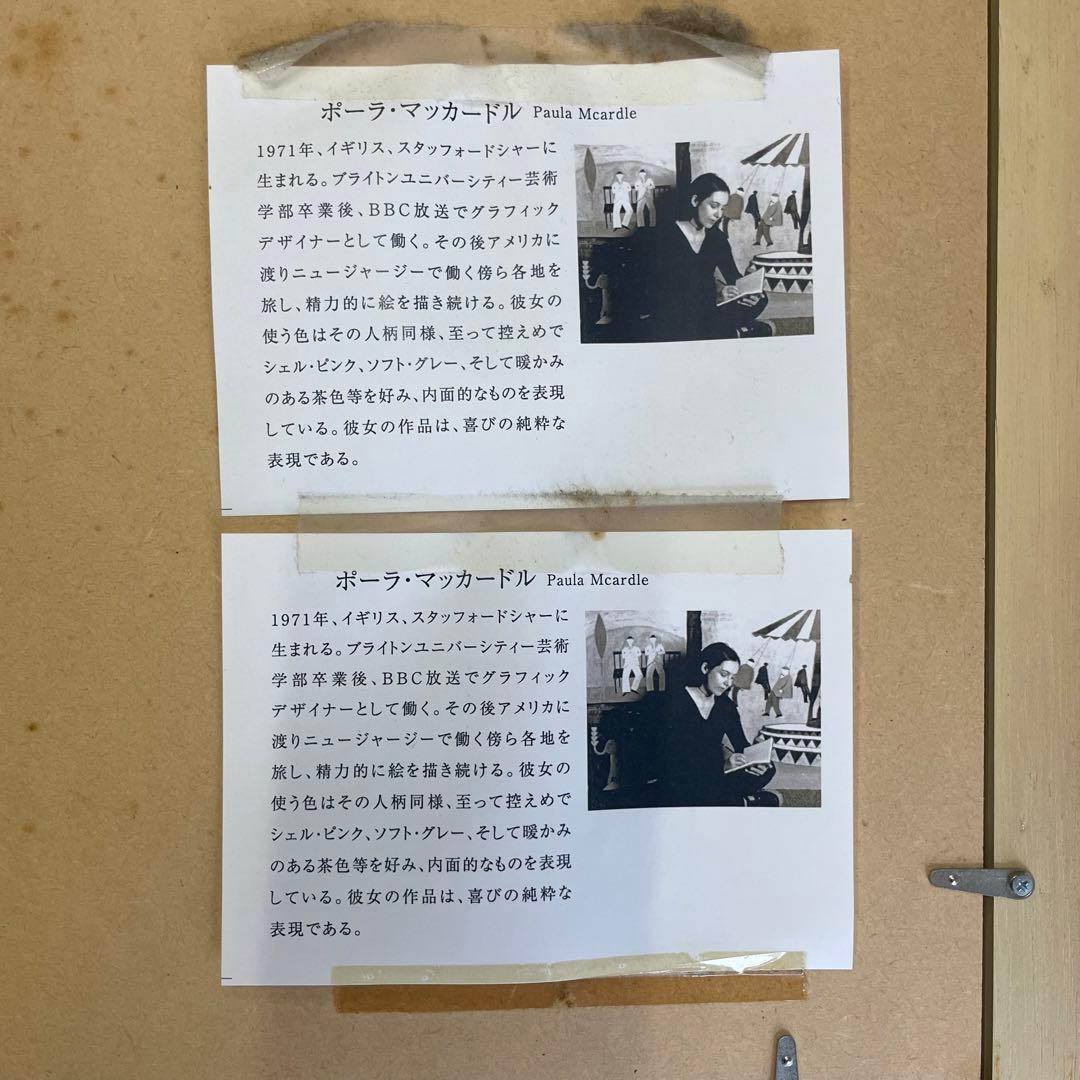 ポーラ・マッカードル Paula Mcardle
1971年、イギリス、スタッフォードシャーに
生まれる。ブライトンユニバーシティー芸術
学部卒業後、BBC放送でグラフィック
デザイナーとして働く。その後アメリカに
渡りニュージャージーで働く傍ら各地を
旅し、精力的に絵を描き続ける。彼女の
使う色はその人柄同様、至って控えめで
シェル・ピンク、ソフト・グレー、そして暖かみ
のある茶色等を好み、内面的なものを表現
している。彼女の作品は、喜びの純粋な
表現である。
ポーラ・マッカードル Paula Mcardle
1971年、イギリス、スタッフォードシャーに
生まれる。ブライトンユニバーシティー芸術
学部卒業後、BBC放送でグラフィック
デザイナーとして働く。その後アメリカに
渡りニュージャージーで働く傍ら各地を
旅し、精力的に絵を描き続ける。彼女の
使う色はその人柄同様、至って控えめで
シェル・ピンク、ソフト・グレー、そして暖かみ
のある茶色等を好み、内面的なものを表現
している。彼女の作品は、喜びの純粋な
表現である。